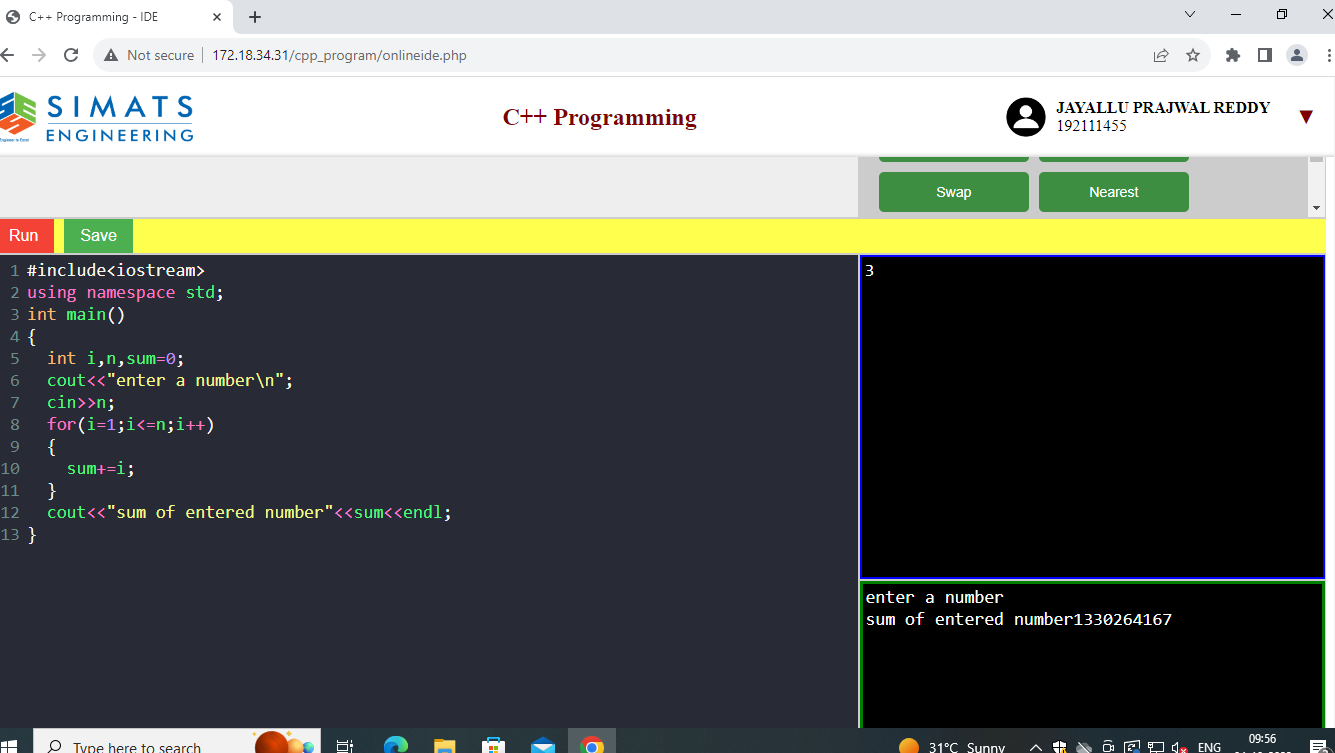 C++ Programming - IDE
Not secure
172.18.34.31/cpp_program/onlineide.php
SIMATS
ENGINEERING
C++ Programming
JAYALLU PRAJWAL REDDY
192111455
Swap
Nearest
Run
Save
1 #include<iostream>
2 using namespace std;
3 int main()
4 {
5 int i,n,sum=0;
6 cout<<"enter a number\n";
7 cin>>n;
8 for(i=1;i<=n;i++)
9 {
10 sum+=i;
11 }
12 cout<<"sum of entered number"<<sum<<endl;
13 }
3
enter a number
sum of entered number1330264167
Type here to search
31°C Sunny
ENG
09:56